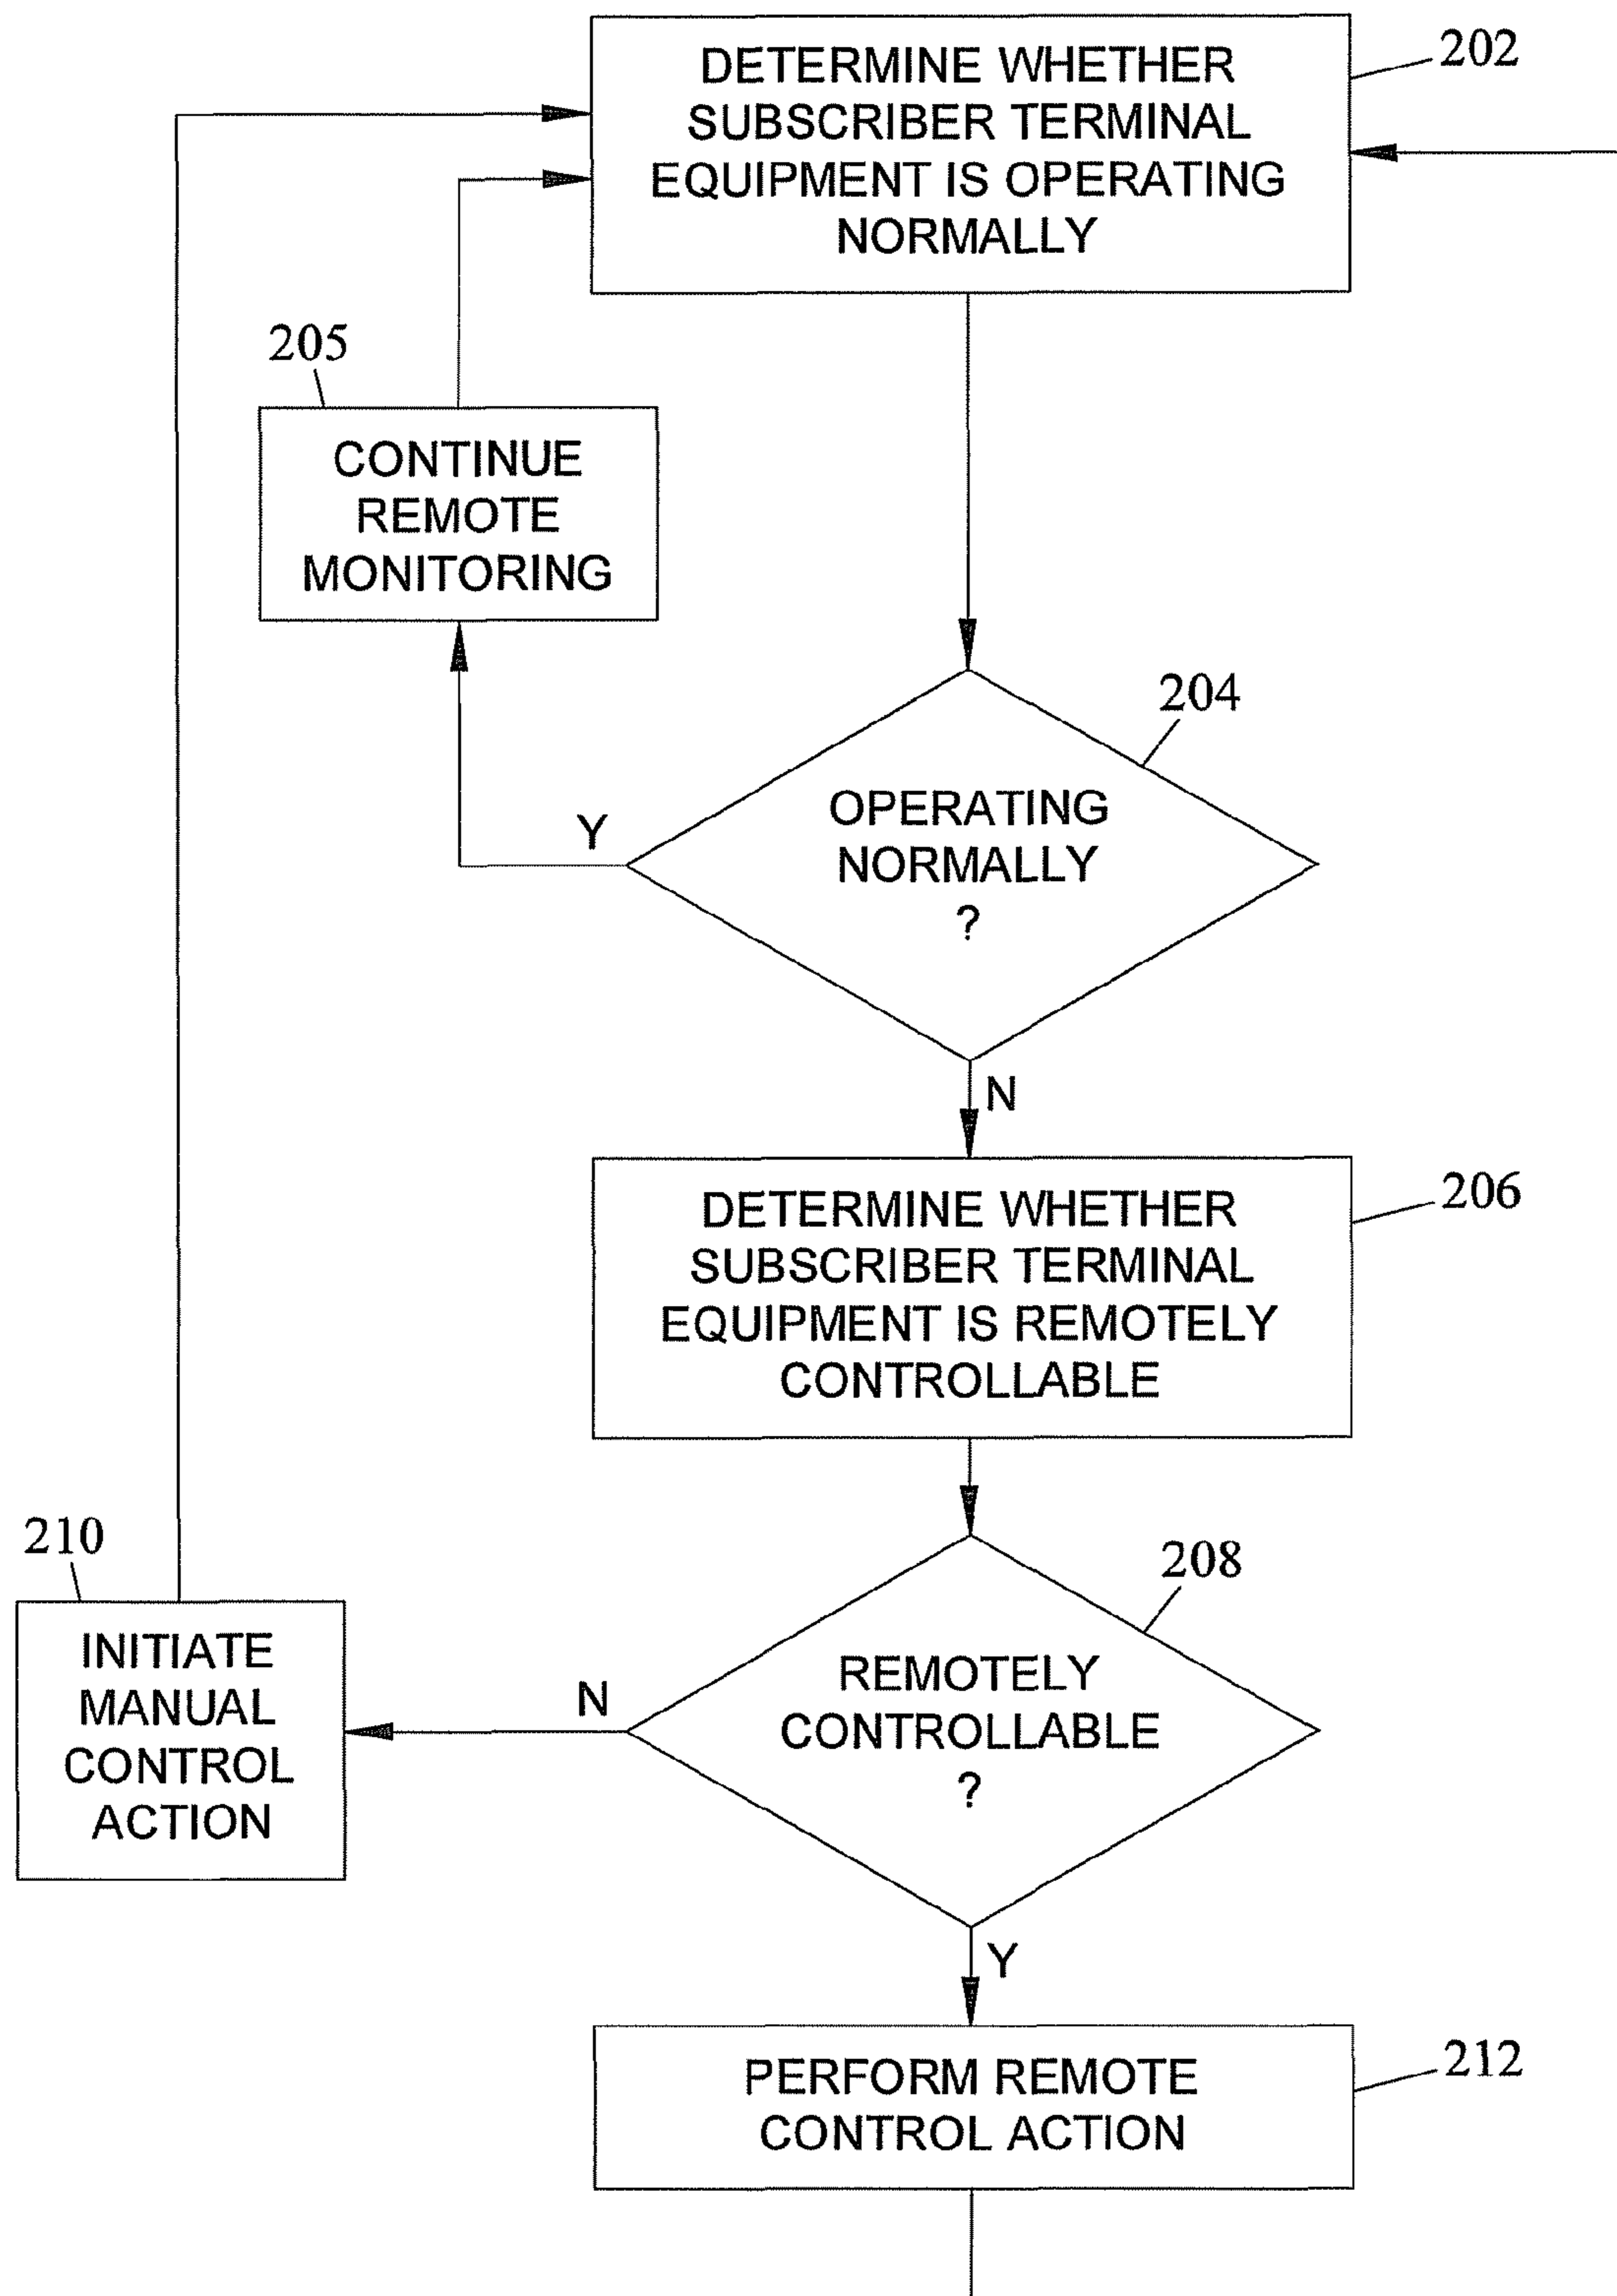 202
DETERMINE WHETHER
SUBSCRIBER TERMINAL
EQUIPMENT IS OPERATING
NORMALLY
205
CONTINUE
REMOTE
MONITORING
204
OPERATING
NORMALLY
?
Y
N
206
DETERMINE WHETHER
SUBSCRIBER TERMINAL
EQUIPMENT IS REMOTELY
CONTROLLABLE
210
INITIATE
MANUAL
CONTROL
ACTION
208
REMOTELY
CONTROLLABLE
?
N
Y
212
PERFORM REMOTE
CONTROL ACTION